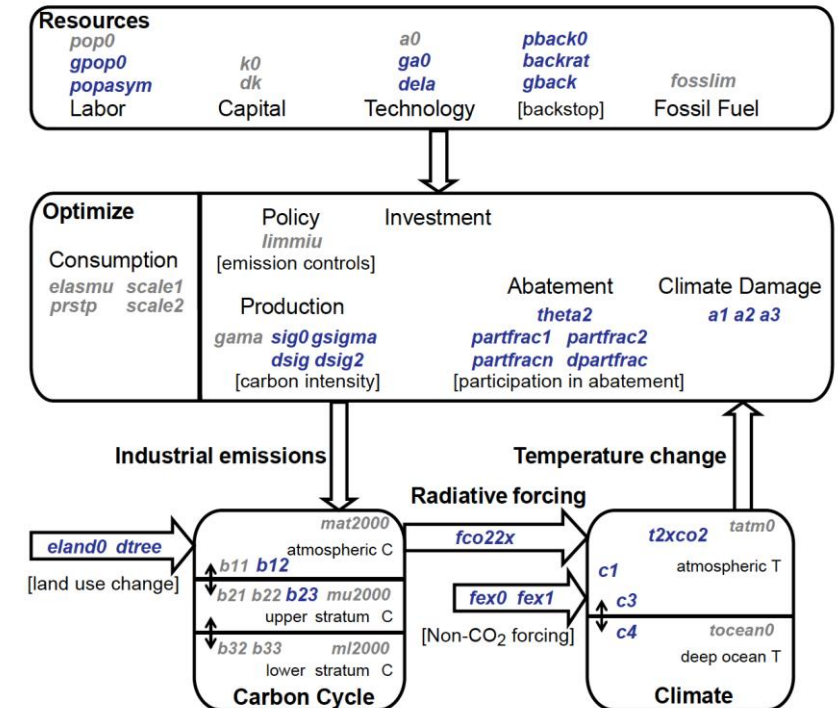 Resources
pop0
gpop0
popasym
Labor
k0
dk
Capital
a0
ga0
dela
Technology
pback0
backrat
gback
[backstop]
fosslim
Fossil Fuel
Optimize
Consumption
elasmu scale1
prstp scale2
Policy
limmiu
[emission controls]
Investment
Production
gama sig0 gsigma
dsig dsig2
[carbon intensity]
Abatement
theta2
partfrac1 partfrac2
partfracn dpartfrac
[participation in abatement]
Climate Damage
a1 a2 a3
Industrial emissions
Temperature change
Radiative forcing
eland0 dtree
[land use change]
mat2000
atmospheric C
b11 b12
b21 b22 b23 mu2000
upper stratum C
b32 b33 ml2000
lower stratum C
Carbon Cycle
fco22x
fex0 fex1
[Non-CO2 forcing]
tatm0
t2xco2
atmospheric T
c1
c3
c4 tocean0
deep ocean T
Climate